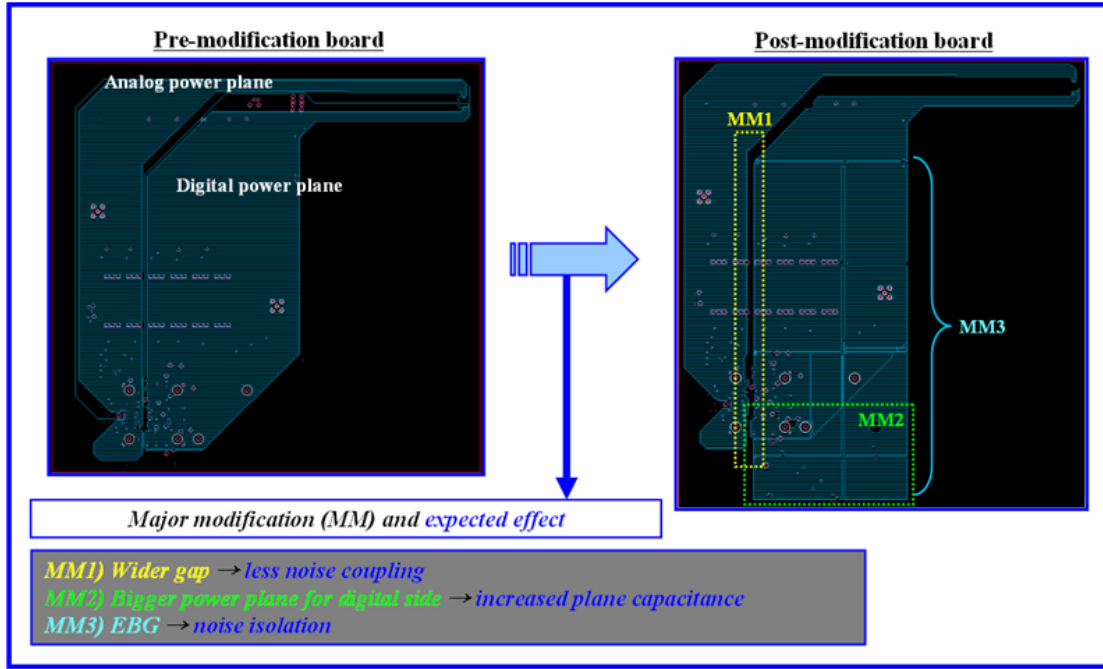 Pre-modification board
Post-modification board
Analog power plane
Digital power plane
MM1
MM3
MM2
Major modification (MM) and expected effect
MM1) Wider gap → less noise coupling
MM2) Bigger power plane for digital side → increased plane capacitance
MM3) EBG → noise isolation